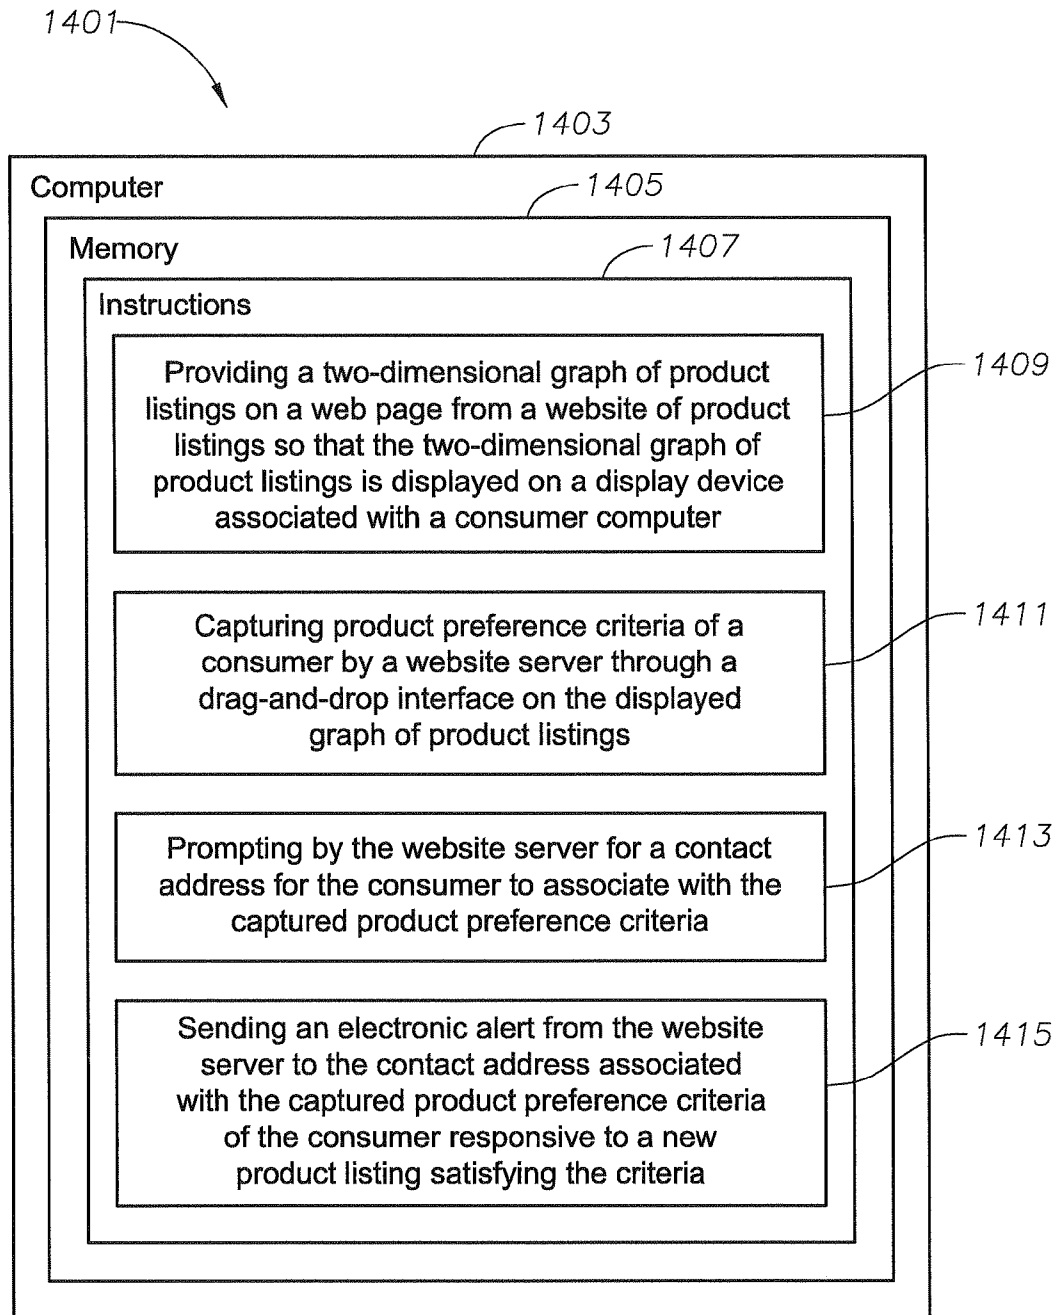 1401
1403
Computer
1405
Memory
1407
Instructions
Providing a two-dimensional graph of product
listings on a web page from a website of product
listings so that the two-dimensional graph of
product listings is displayed on a display device
associated with a consumer computer
1409
Capturing product preference criteria of a
consumer by a website server through a
drag-and-drop interface on the displayed
graph of product listings
1411
Prompting by the website server for a contact
address for the consumer to associate with the
captured product preference criteria
1413
Sending an electronic alert from the website
server to the contact address associated
with the captured product preference criteria
of the consumer responsive to a new
product listing satisfying the criteria
1415